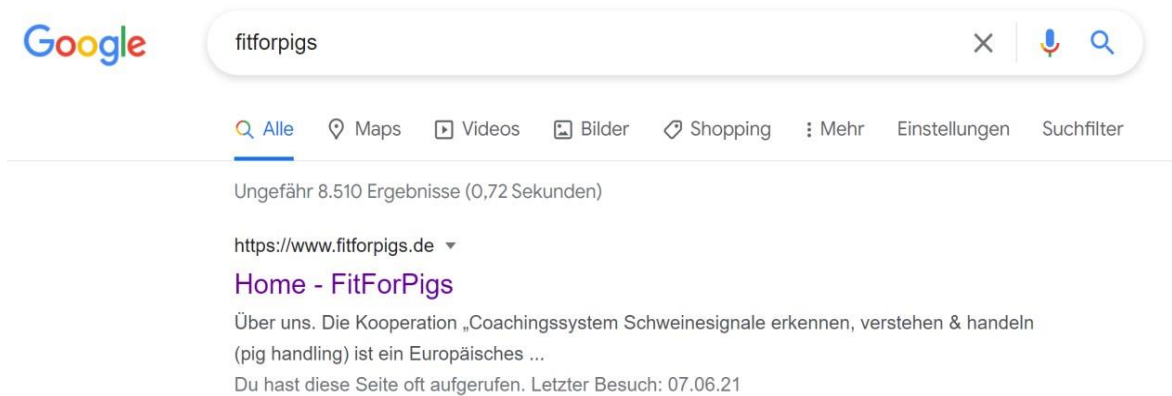 Google
fitforpigs
Alle Maps Videos Bilder Shopping Mehr Einstellungen Suchfilter
Ungefähr 8.510 Ergebnisse (0,72 Sekunden)
https://www.fitforpigs.de
Home - FitForPigs
Über uns. Die Kooperation „Coachingssystem Schweinesignale erkennen, verstehen & handeln
(pig handling) ist ein Europäisches ...
Du hast diese Seite oft aufgerufen. Letzter Besuch: 07.06.21